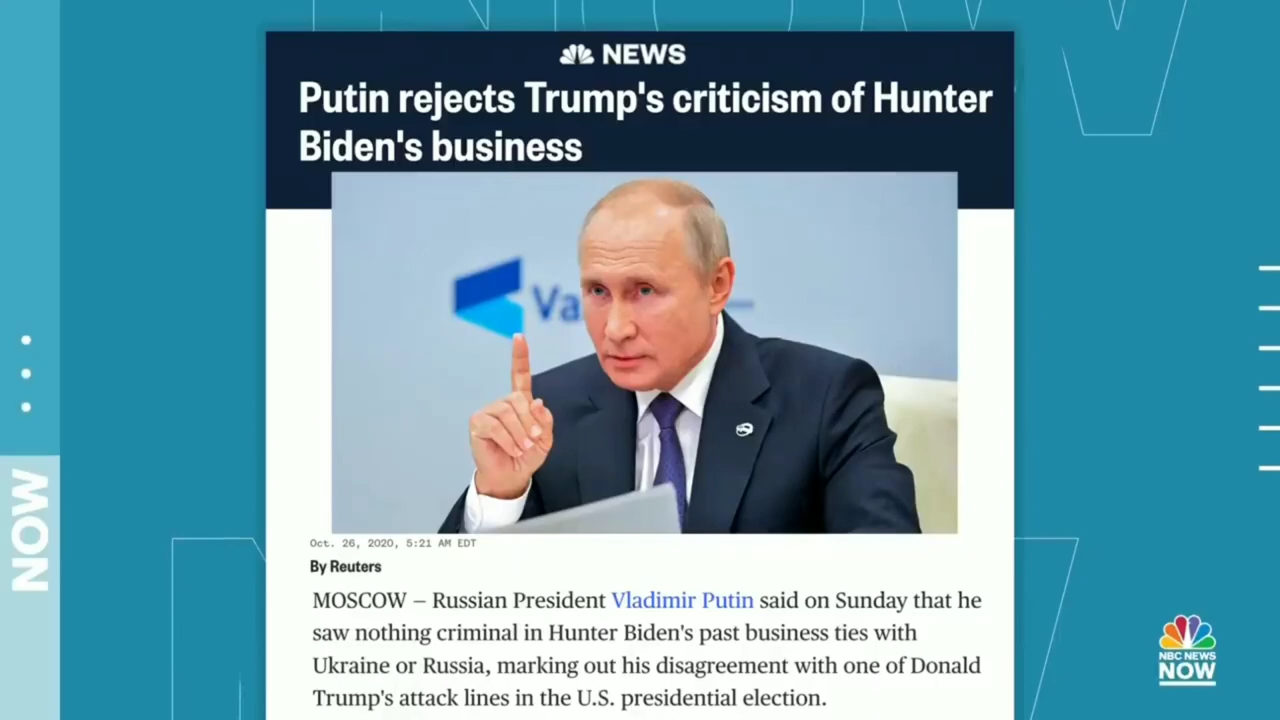 NEWS
Putin rejects Trump's criticism of Hunter
Biden's business
Va
Oct. 26, 2020, 5:21 AM EDT
By Reuters
MOSCOW – Russian President Vladimir Putin said on Sunday that he
saw nothing criminal in Hunter Biden's past business ties with
Ukraine or Russia, marking out his disagreement with one of Donald
Trump's attack lines in the U.S. presidential election.
NOW
NBC NEWS
NOW